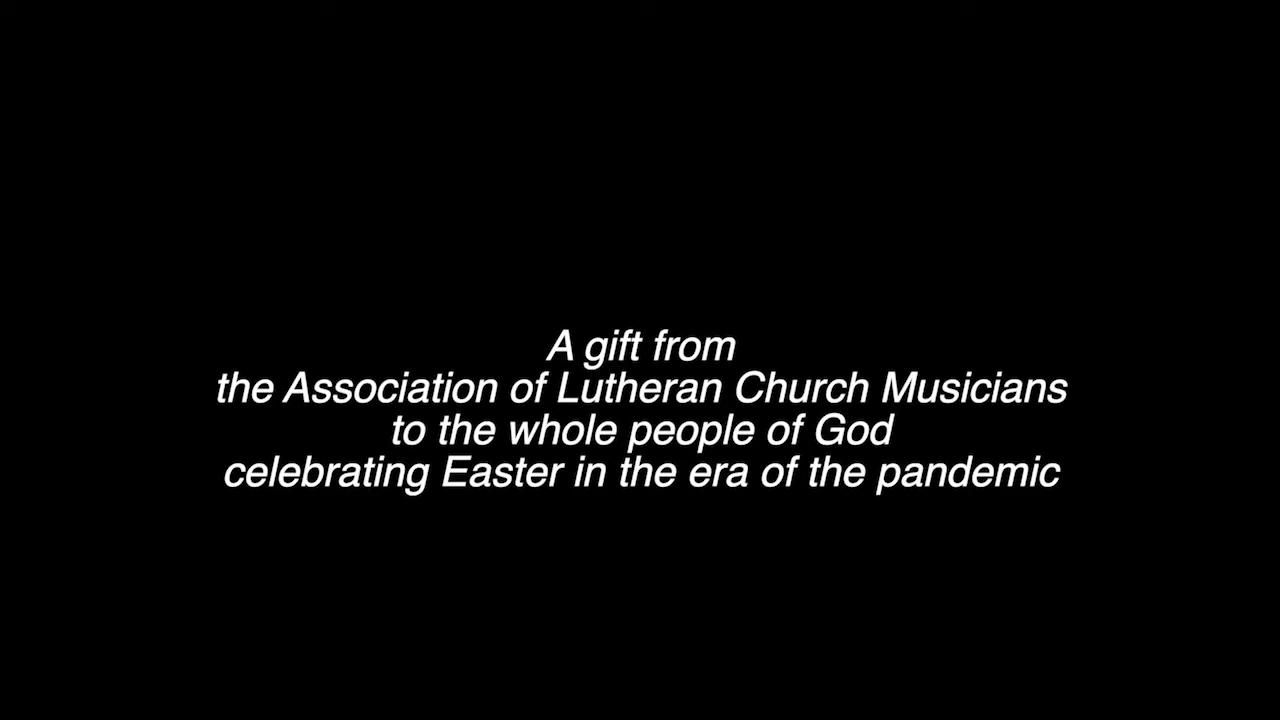 A gift from
the Association of Lutheran Church Musicians
to the whole people of God
celebrating Easter in the era of the pandemic